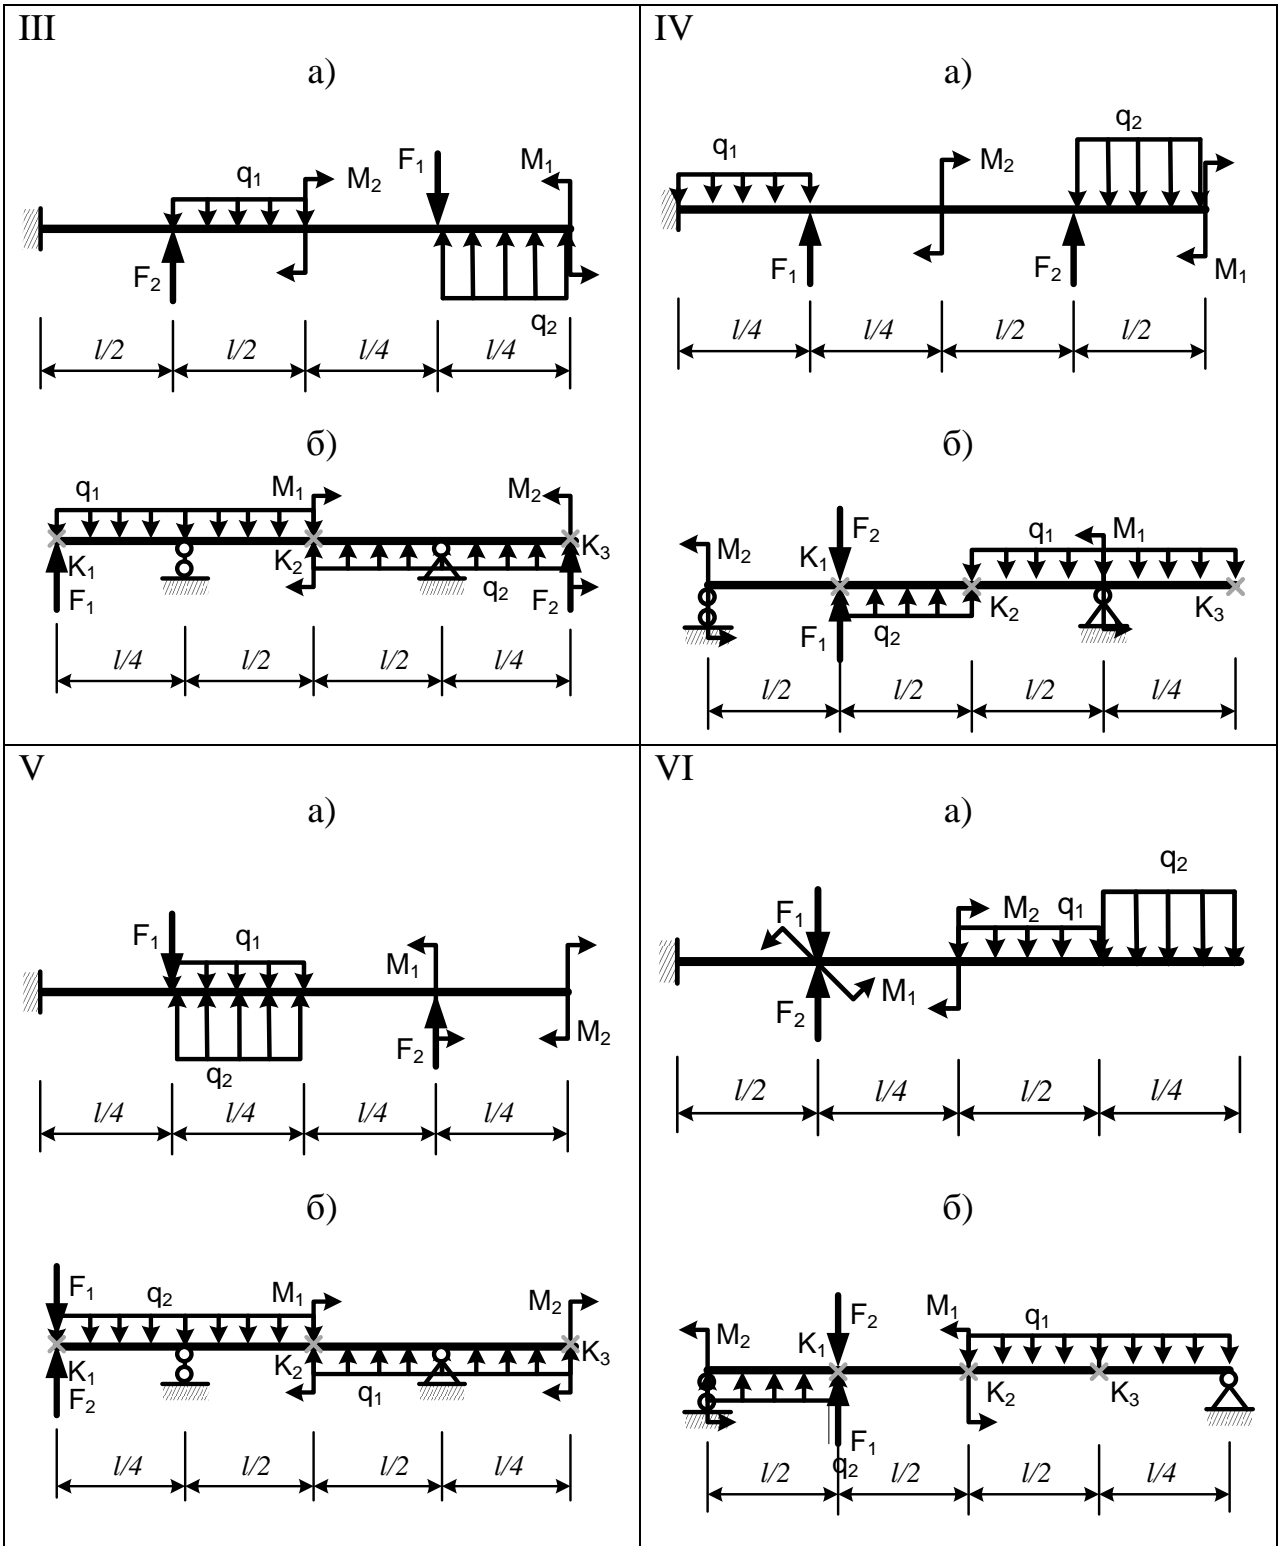 III
а)
q₁
M₂
F₁
M₁
F₂
q₂
l/2 l/2 l/4 l/4
б)
q₁
M₁
M₂
K₁
K₂
K₃
F₁
q₂
F₂
l/4 l/2 l/2 l/4
IV
а)
q₁
M₂
q₂
F₁
F₂
M₁
l/4 l/4 l/2 l/2
б)
M₂
F₂
K₁
q₁
M₁
F₁
q₂
K₂
K₃
l/2 l/2 l/2 l/4
V
а)
F₁
q₁
M₁
F₂
M₂
q₂
l/4 l/4 l/4 l/4
б)
F₁
q₂
M₁
M₂
K₁
K₂
K₃
F₂
q₁
l/4 l/2 l/2 l/4
VI
а)
q₂
F₁
M₂
q₁
F₂
M₁
l/2 l/4 l/2 l/4
б)
M₂
F₂
K₁
M₁
q₁
K₂
K₃
F₁
q₂
l/2 l/2 l/2 l/4